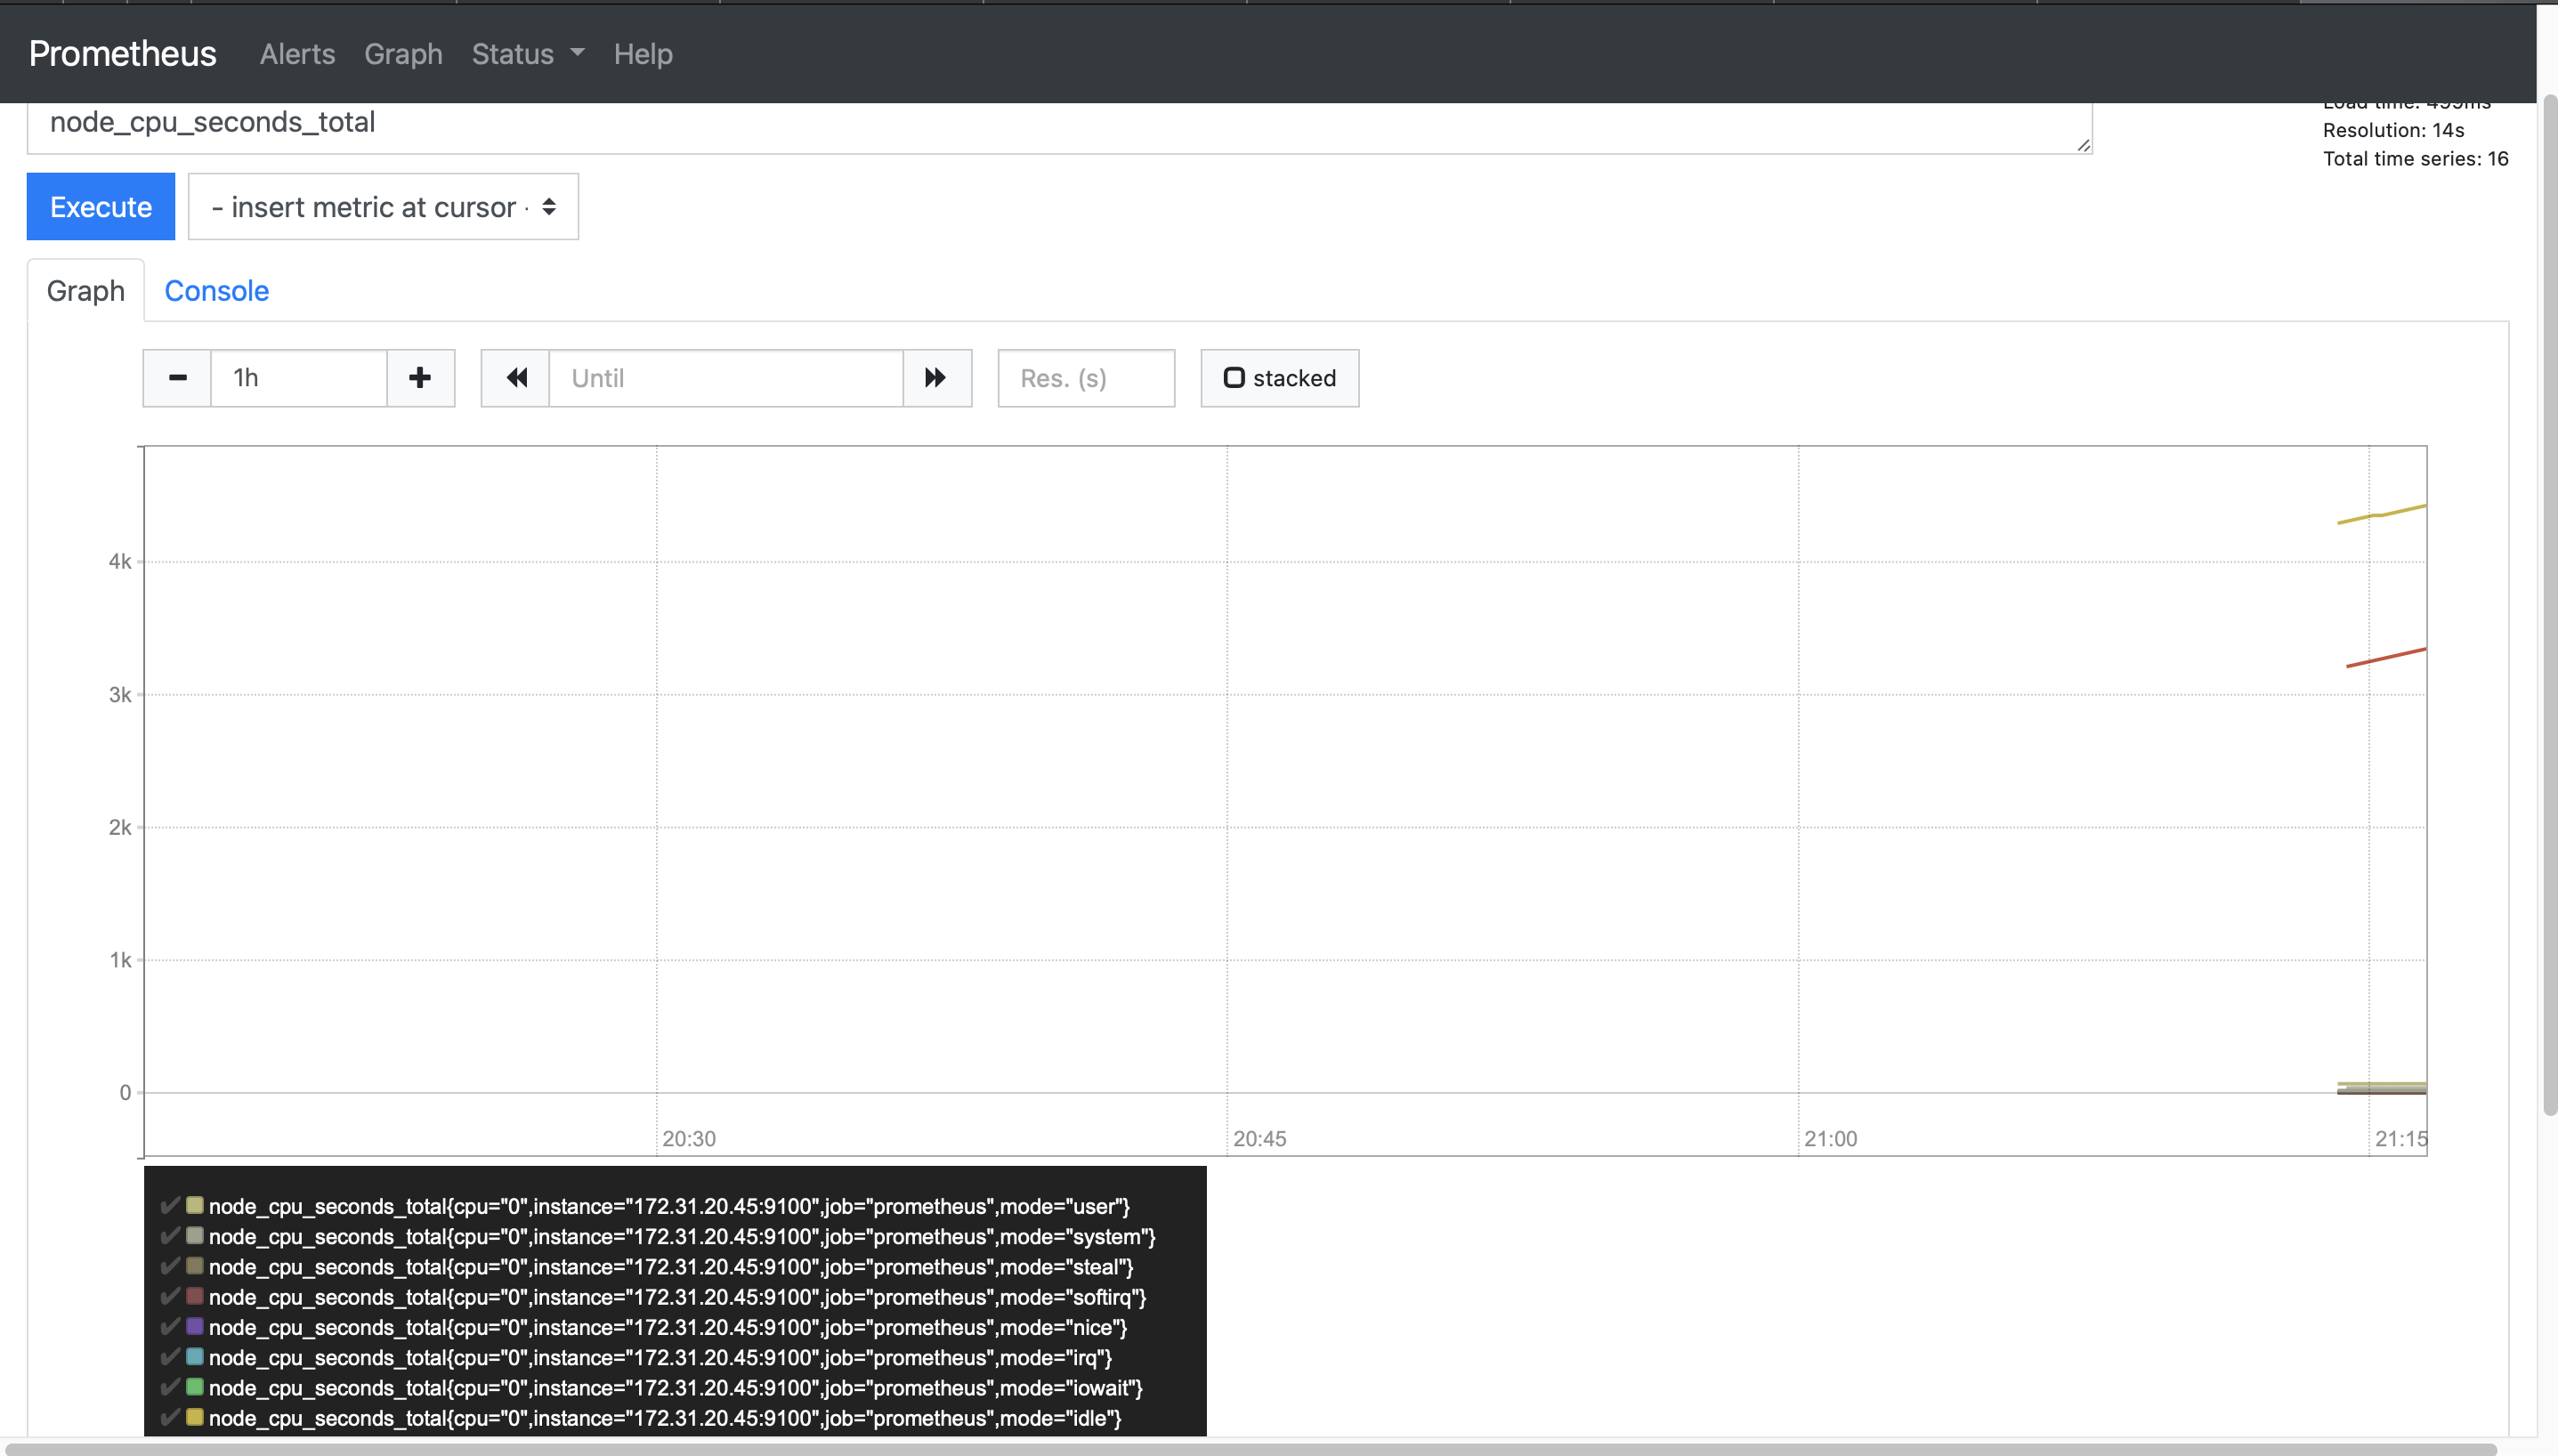 Prometheus Alerts Graph Status Help
Load time: 499ms
node_cpu_seconds_total
Resolution: 14s
Total time series: 16
Execute - insert metric at cursor -
Graph Console
1h Until Res. (s) stacked
4k
3k
2k
1k
0
20:30 20:45 21:00 21:15
node_cpu_seconds_total{cpu="0",instance="172.31.20.45:9100",job="prometheus",mode="user"}
node_cpu_seconds_total{cpu="0",instance="172.31.20.45:9100",job="prometheus",mode="system"}
node_cpu_seconds_total{cpu="0",instance="172.31.20.45:9100",job="prometheus",mode="steal"}
node_cpu_seconds_total{cpu="0",instance="172.31.20.45:9100",job="prometheus",mode="softirq"}
node_cpu_seconds_total{cpu="0",instance="172.31.20.45:9100",job="prometheus",mode="nice"}
node_cpu_seconds_total{cpu="0",instance="172.31.20.45:9100",job="prometheus",mode="irq"}
node_cpu_seconds_total{cpu="0",instance="172.31.20.45:9100",job="prometheus",mode="iowait"}
node_cpu_seconds_total{cpu="0",instance="172.31.20.45:9100",job="prometheus",mode="idle"}